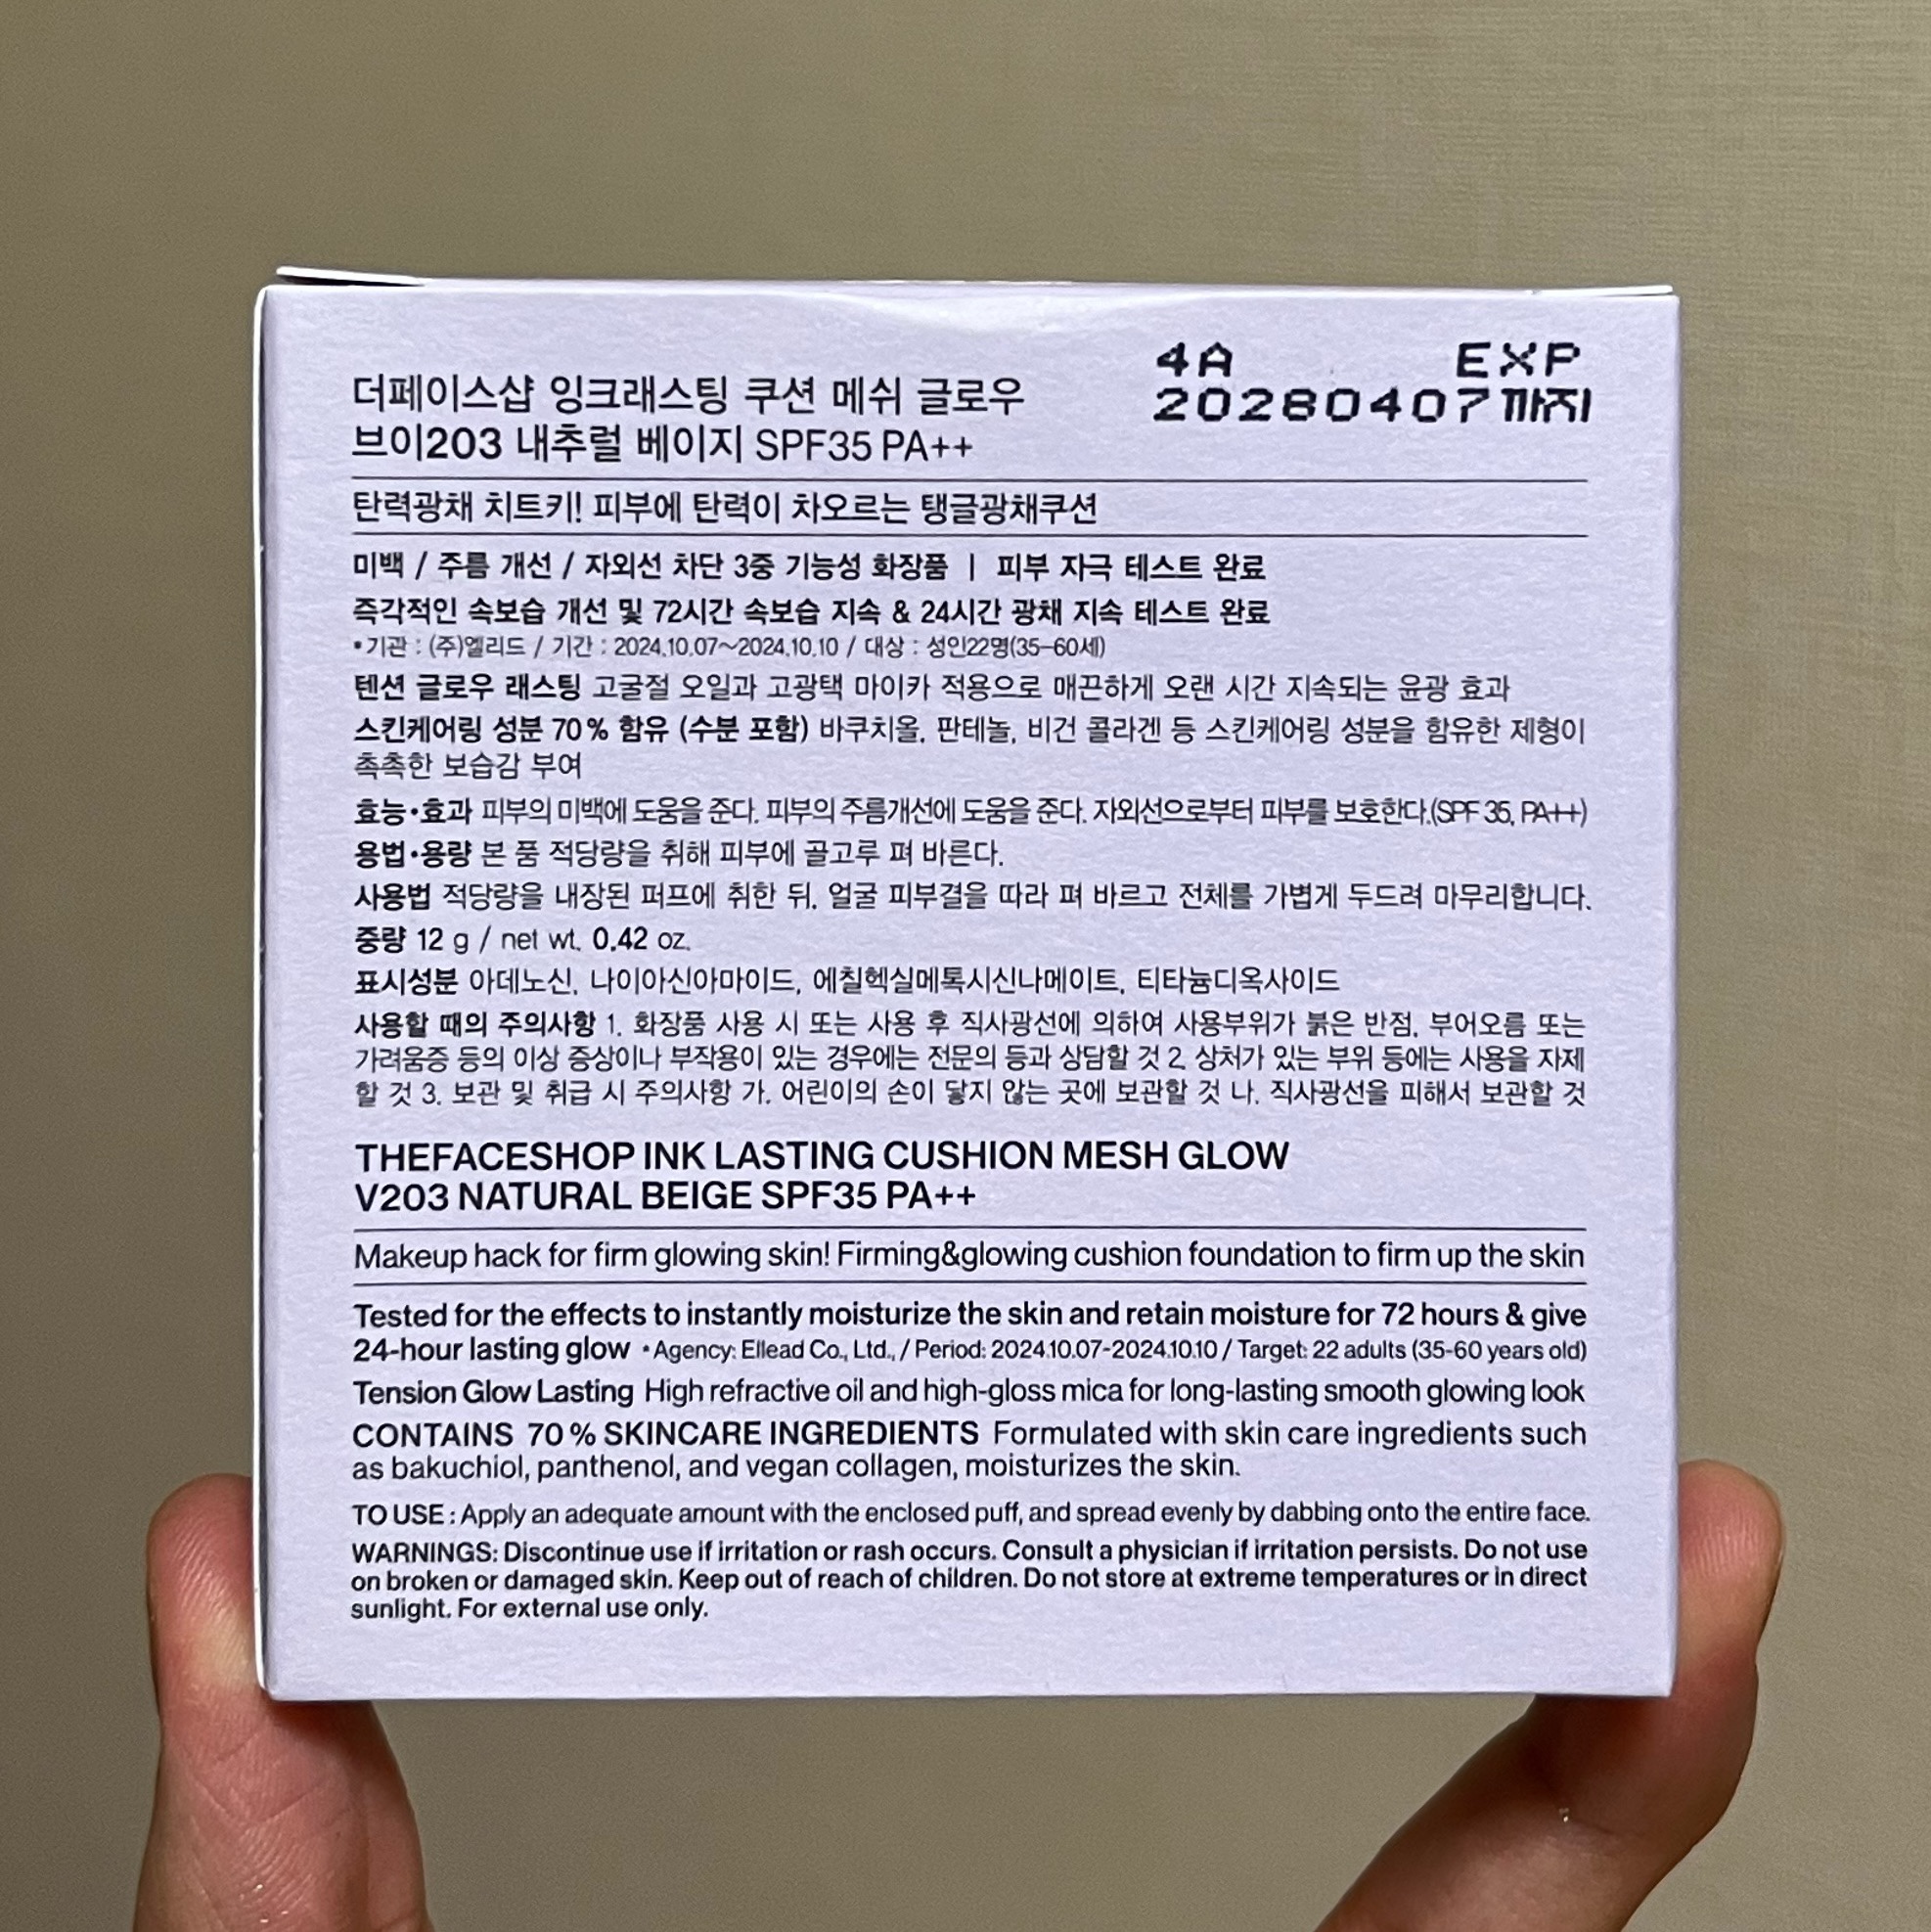 4A EXP
20280407까지
더페이스샵 잉크래스팅 쿠션 메쉬 글로우
브이203 내추럴 베이지 SPF35 PA++
탄력광채 치트키! 피부에 탄력이 차오르는 탱글광채쿠션
미백 / 주름 개선 / 자외선 차단 3중 기능성 화장품 | 피부 자극 테스트 완료
즉각적인 속보습 개선 및 72시간 속보습 지속 & 24시간 광채 지속 테스트 완료
*기관 : (주)엘리드 / 기간 : 2024.10.07~2024.10.10 / 대상 : 성인22명(35-60세)
텐션 글로우 래스팅 고굴절 오일과 고광택 마이카 적용으로 매끈하게 오랜 시간 지속되는 윤광 효과
스킨케어링 성분 70% 함유 (수분 포함) 바쿠치올, 판테놀, 비건 콜라겐 등 스킨케어링 성분을 함유한 제형이
촉촉한 보습감 부여
효능•효과 피부의 미백에 도움을 준다. 피부의 주름개선에 도움을 준다. 자외선으로부터 피부를 보호한다.(SPF 35, PA++)
용법•용량 본 품 적당량을 취해 피부에 골고루 펴 바른다.
사용법 적당량을 내장된 퍼프에 취한 뒤, 얼굴 피부결을 따라 펴 바르고 전체를 가볍게 두드려 마무리합니다.
중량 12 g / net wt. 0.42 oz.
표시성분 아데노신, 나이아신아마이드, 에칠헥실메톡시신나메이트, 티타늄디옥사이드
사용할 때의 주의사항 1. 화장품 사용 시 또는 사용 후 직사광선에 의하여 사용부위가 붉은 반점, 부어오름 또는
가려움증 등의 이상 증상이나 부작용이 있는 경우에는 전문의 등과 상담할 것 2. 상처가 있는 부위 등에는 사용을 자제
할 것 3. 보관 및 취급 시 주의사항 가. 어린이의 손이 닿지 않는 곳에 보관할 것 나. 직사광선을 피해서 보관할 것
THEFACESHOP INK LASTING CUSHION MESH GLOW
V203 NATURAL BEIGE SPF35 PA++
Makeup hack for firm glowing skin! Firming&glowing cushion foundation to firm up the skin
Tested for the effects to instantly moisturize the skin and retain moisture for 72 hours & give
24-hour lasting glow *Agency: Ellead Co., Ltd., / Period: 2024.10.07-2024.10.10 / Target: 22 adults (35-60 years old)
Tension Glow Lasting High refractive oil and high-gloss mica for long-lasting smooth glowing look
CONTAINS 70% SKINCARE INGREDIENTS Formulated with skin care ingredients such
as bakuchiol, panthenol, and vegan collagen, moisturizes the skin.
TO USE : Apply an adequate amount with the enclosed puff, and spread evenly by dabbing onto the entire face.
WARNINGS: Discontinue use if irritation or rash occurs. Consult a physician if irritation persists. Do not use
on broken or damaged skin. Keep out of reach of children. Do not store at extreme temperatures or in direct
sunlight. For external use only.